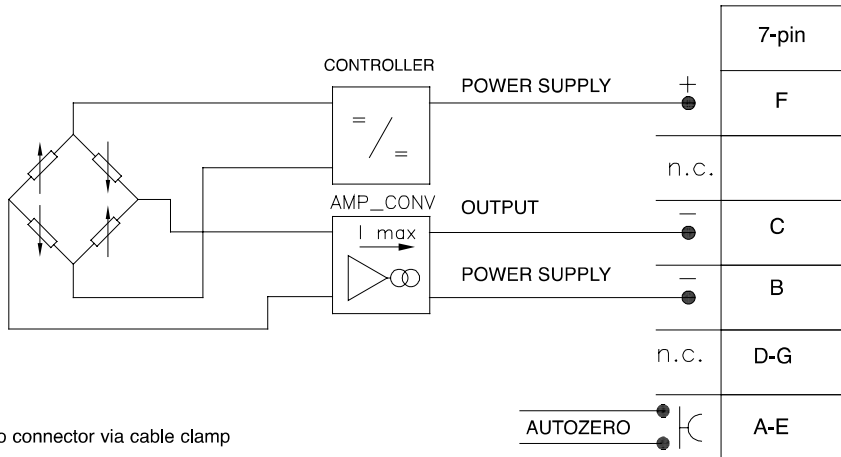 7-pin
CONTROLLER
POWER SUPPLY
+
F
=
/
=
n.c.
AMP_CONV
OUTPUT
–
C
I max
POWER SUPPLY
–
B
n.c.
D-G
AUTOZERO
A-E
o connector via cable clamp